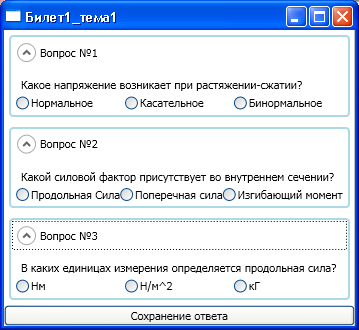 Билет1_тема1
Вопрос №1
Какое напряжение возникает при растяжении-сжатии?
Нормальное Касательное Бинормальное
Вопрос №2
Какой силовой фактор присутствует во внутреннем сечении?
Продольная Сила Поперечная сила Изгибающий момент
Вопрос №3
В каких единицах измерения определяется продольная сила?
Нм Н/м^2 кГ
Сохранение ответа